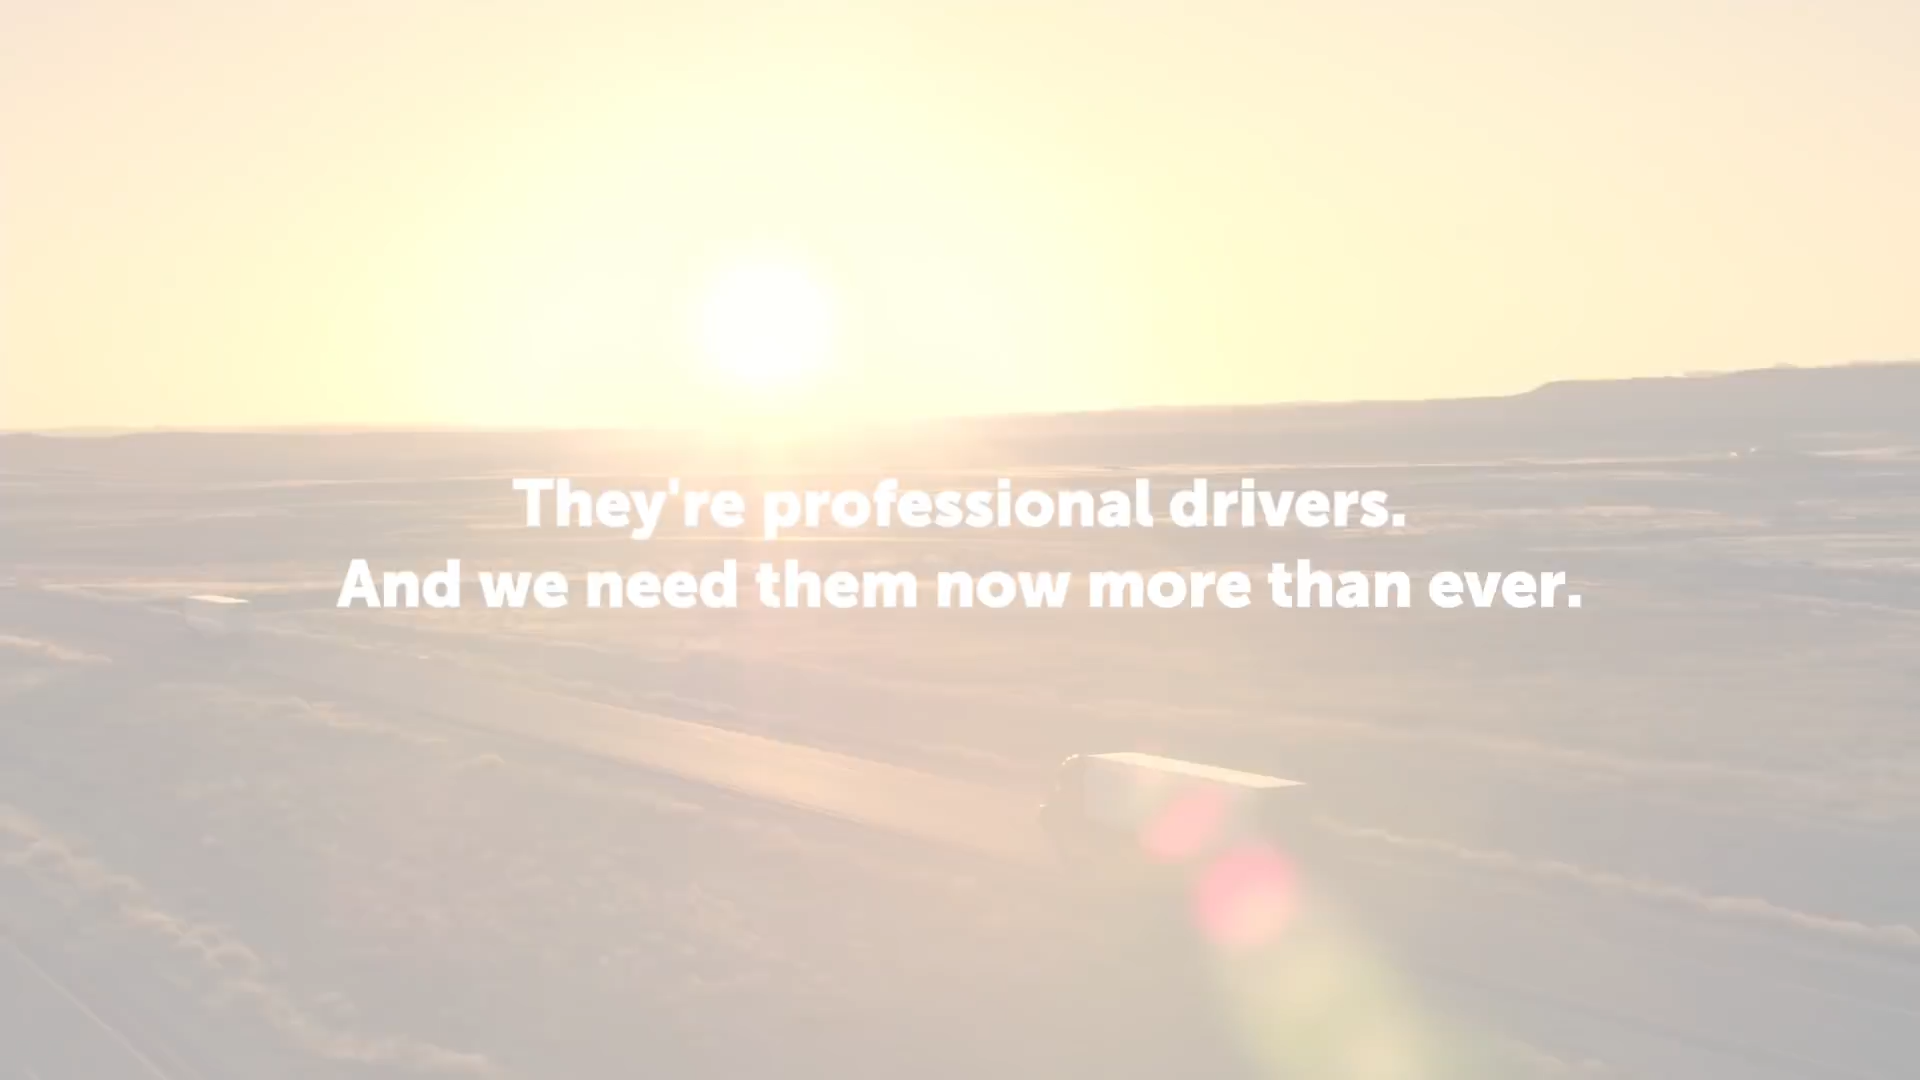 They're professional drivers.
And we need them now more than ever.